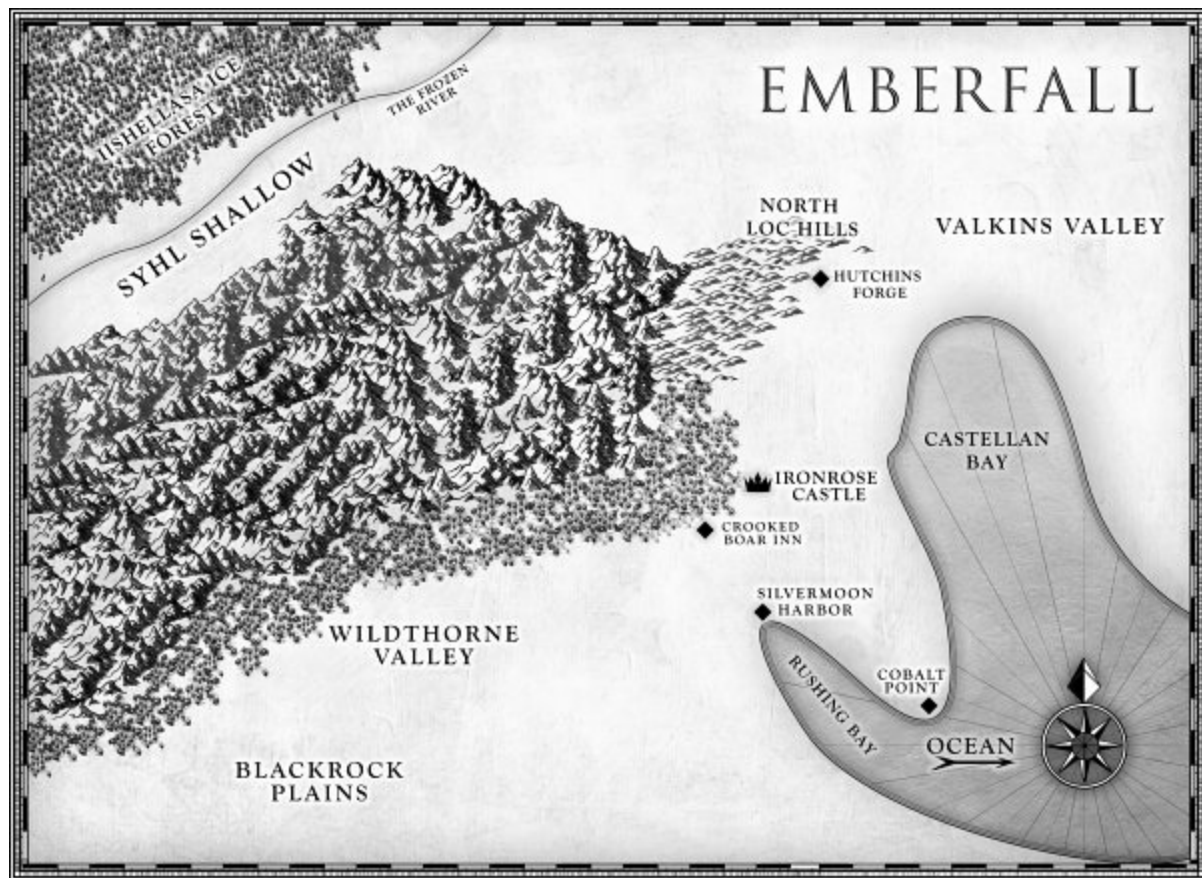 EMBERFALL
IISHELLASA ICE
FOREST
THE FROZEN
RIVER
SYHL SHALLOW
NORTH
LOC HILLS
VALKINS VALLEY
HUTCHINS
FORGE
CASTELLAN
BAY
IRONROSE
CASTLE
CROOKED
BOAR INN
SILVERMOON
HARBOR
WILDTHORNE
VALLEY
RUSHING BAY
COBALT
POINT
OCEAN
BLACKROCK
PLAINS